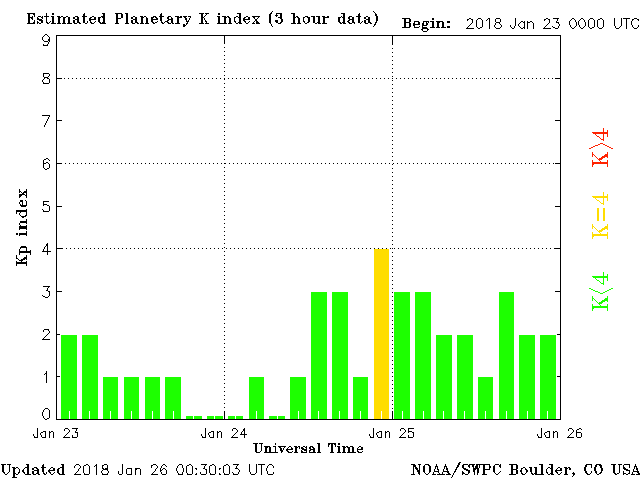 Estimated Planetary K index (3 hour data) Begin: 2018 Jan 23 0000 UTC
9
8
7
6
5
4
3
2
1
0
Kp index
K>4
K=4
K<4
Jan 23 Jan 24 Jan 25 Jan 26
Universal Time
Updated 2018 Jan 26 00:30:03 UTC NOAA/SWPC Boulder, CO USA